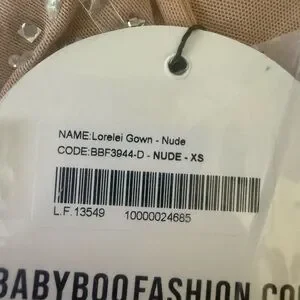 NAME:Lorelei Gown - Nude
CODE:BBF3944-D - NUDE - XS
L.F.13549 10000024685
BABYBOOFASHION.CO